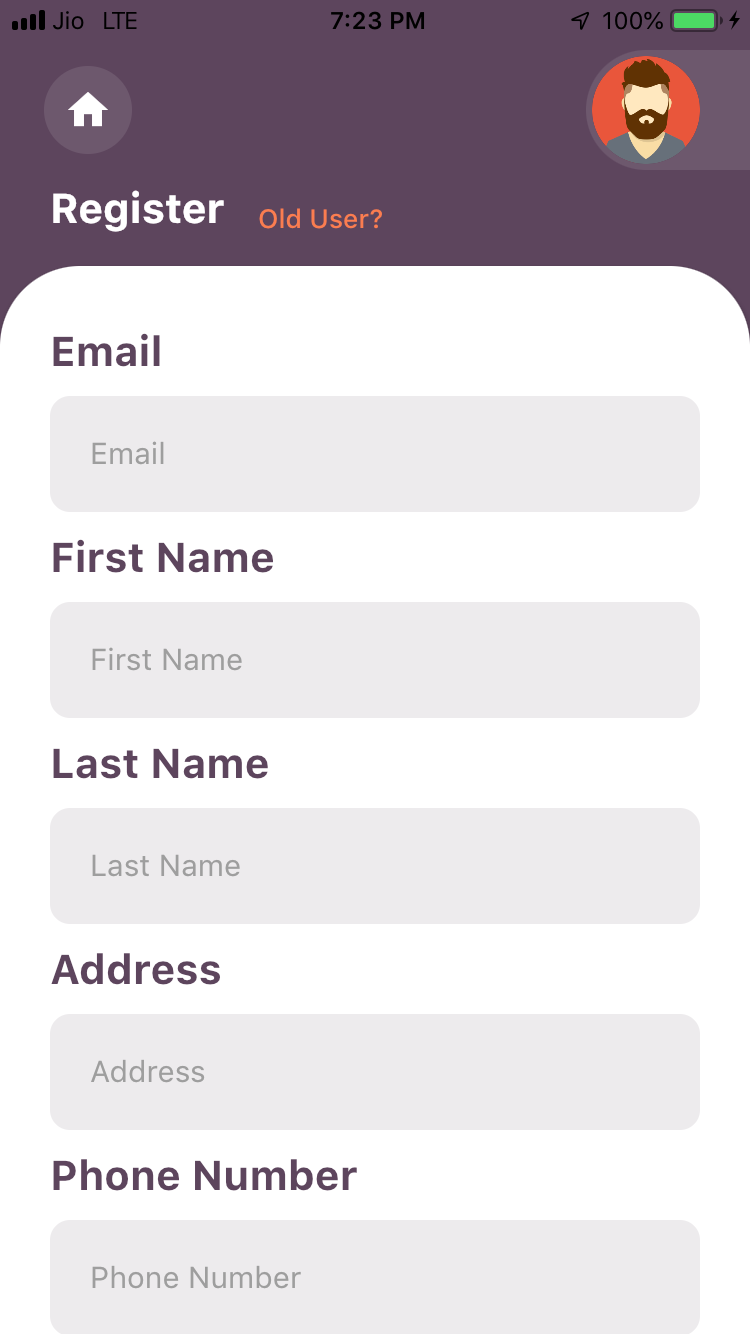 Jio LTE 7:23 PM 100%
Register Old User?
Email
Email
First Name
First Name
Last Name
Last Name
Address
Address
Phone Number
Phone Number